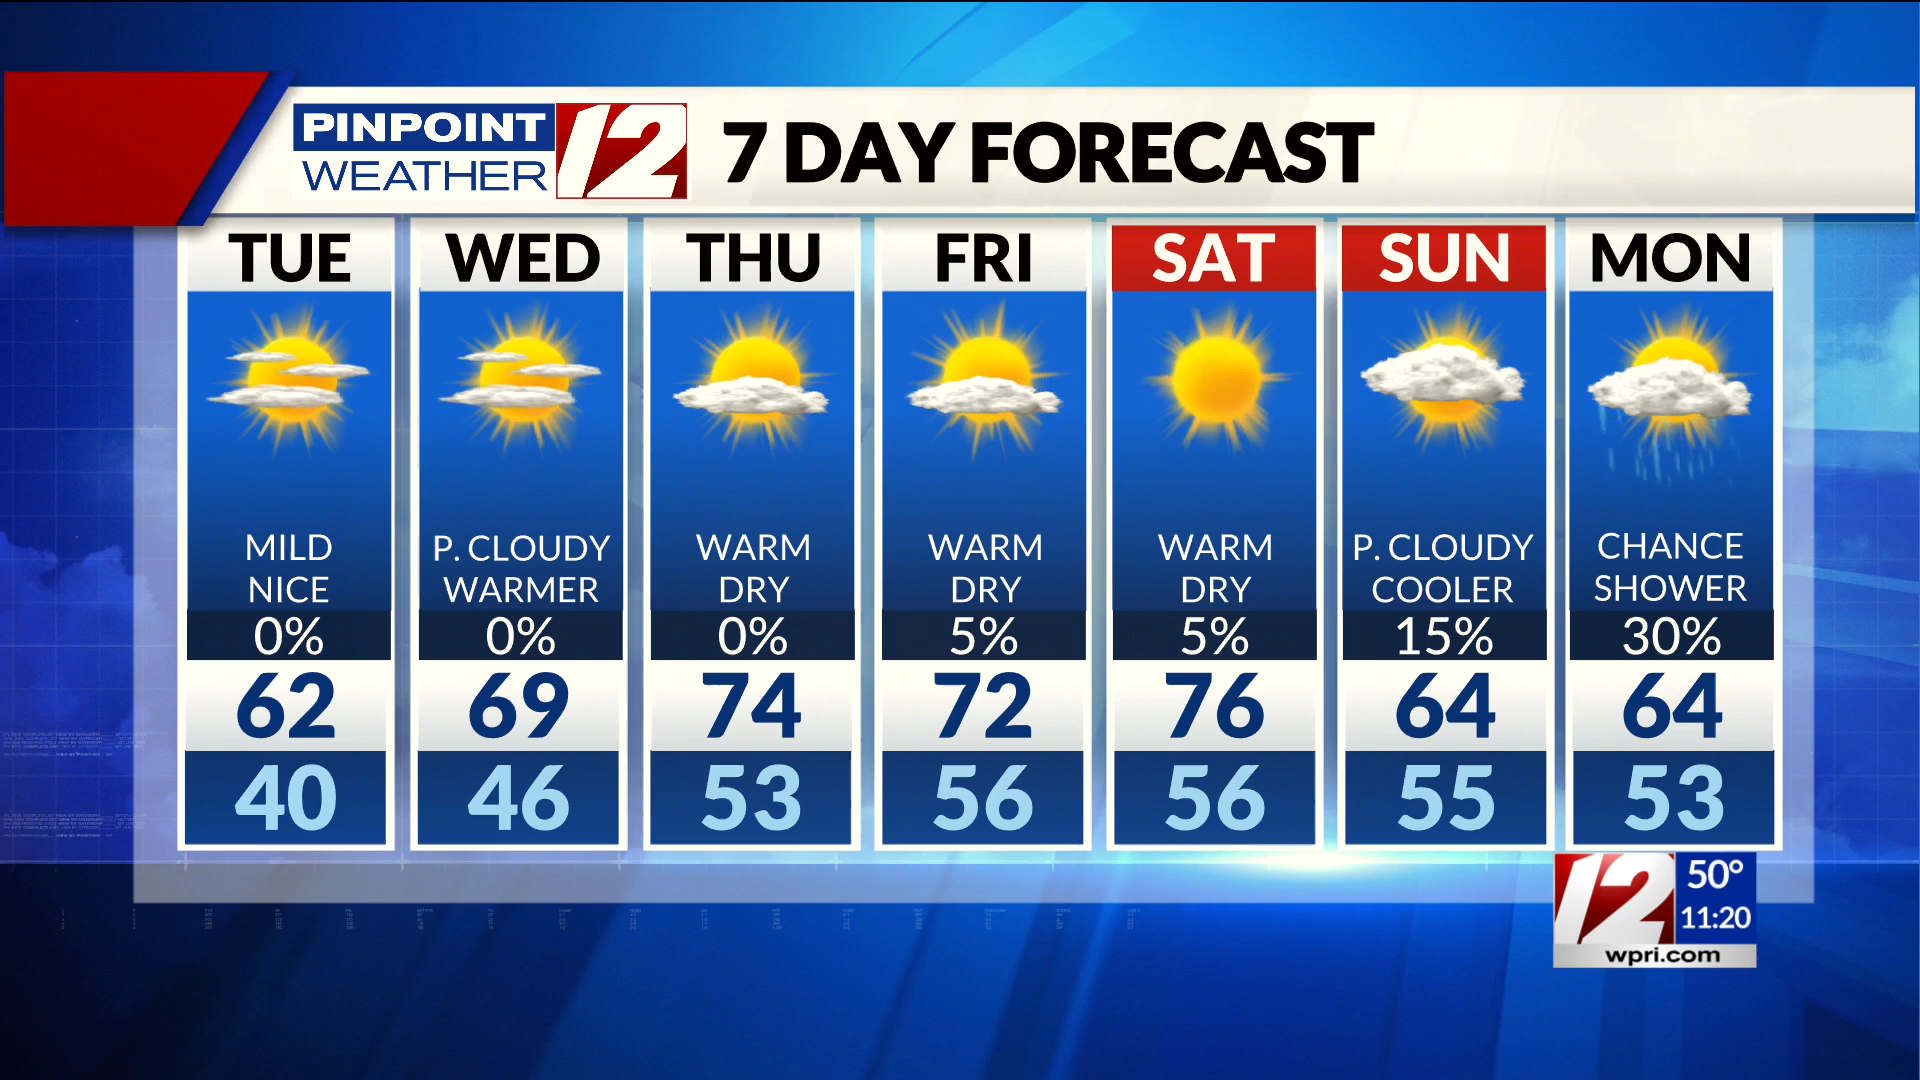 PINPOINT
WEATHER
12
7 DAY FORECAST
TUE WED THU FRI SAT SUN MON
MILD P. CLOUDY WARM WARM WARM P. CLOUDY CHANCE
NICE WARMER DRY DRY DRY COOLER SHOWER
0% 0% 0% 5% 5% 15% 30%
62 69 74 72 76 64 64
40 46 53 56 56 55 53
12
50°
11:20
wpri.com